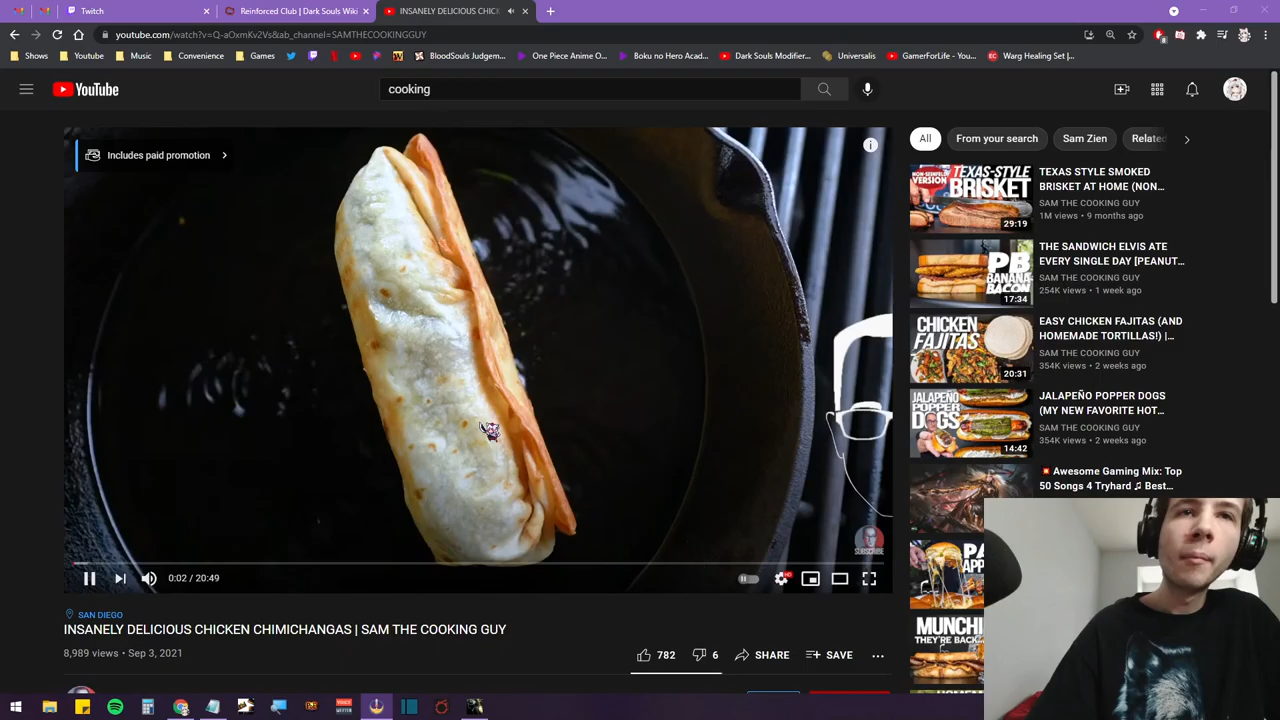 Twitch
Reinforced Club | Dark Souls Wiki
INSANELY DELICIOUS CHICK
youtube.com/watch?v=Q-aOxmKv2Vs&ab_channel=SAMTHECOOKINGGUY
Shows
Youtube
Music
Convenience
Games
BloodSouls Judgem...
One Piece Anime O...
Boku no Hero Acad...
Dark Souls Modifier...
Universalis
GamerForLife - You...
Warg Healing Set |...
YouTube
cooking
Includes paid promotion
All
From your search
Sam Zien
Related
TEXAS-STYLE
BRISKET
NON-SEINFELD
VERSION
29:19
TEXAS STYLE SMOKED
BRISKET AT HOME (NON...
SAM THE COOKING GUY
1M views • 9 months ago
PB
BANANA
BACON
17:34
THE SANDWICH ELVIS ATE
EVERY SINGLE DAY [PEANUT...
SAM THE COOKING GUY
254K views • 1 week ago
CHICKEN
FAJITAS
20:31
EASY CHICKEN FAJITAS (AND
HOMEMADE TORTILLAS!) |...
SAM THE COOKING GUY
354K views • 2 weeks ago
JALAPEÑO
POPPER
DOGS
14:42
JALAPEÑO POPPER DOGS
(MY NEW FAVORITE HOT...
SAM THE COOKING GUY
354K views • 2 weeks ago
Awesome Gaming Mix: Top
50 Songs 4 Tryhard ♫ Best...
SUBSCRIBE
MUNCHI
THEY'RE BACK
0:02 / 20:49
HD
SAN DIEGO
INSANELY DELICIOUS CHICKEN CHIMICHANGAS | SAM THE COOKING GUY
8,989 views • Sep 3, 2021
782
6
SHARE
SAVE